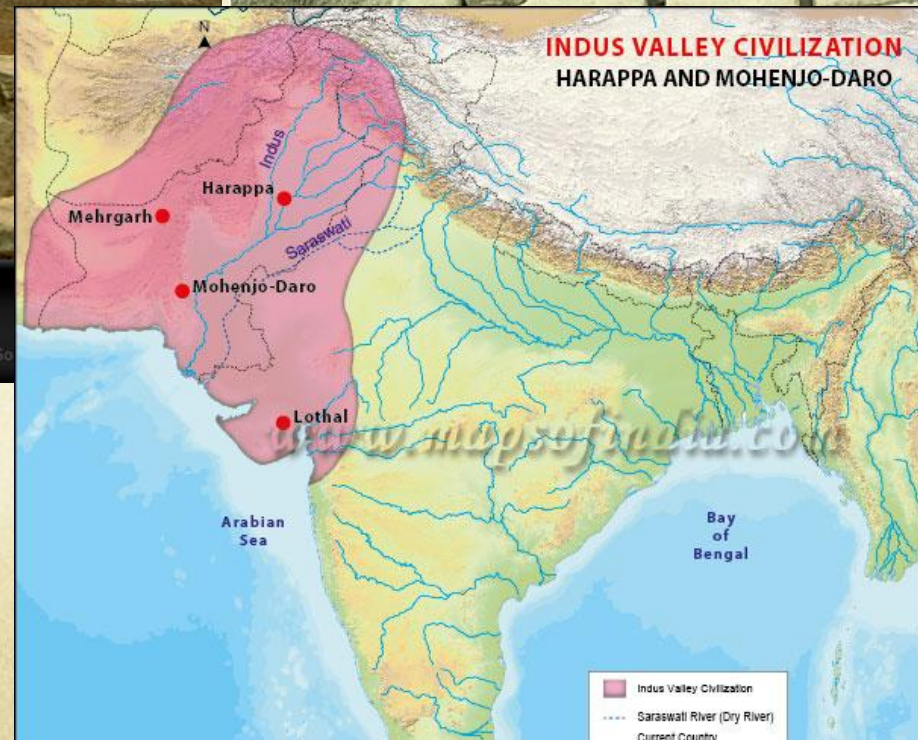 INDUS VALLEY CIVILIZATION
HARAPPA AND MOHENJO-DARO
N
Indus
Harappa
Mehrgarh
Saraswati
Mohenjo-Daro
Lothal
www.mapsofindia.com
Arabian
Sea
Bay
of
Bengal
Indus Valley Civilization
Saraswati River (Dry River)
Current Country
So